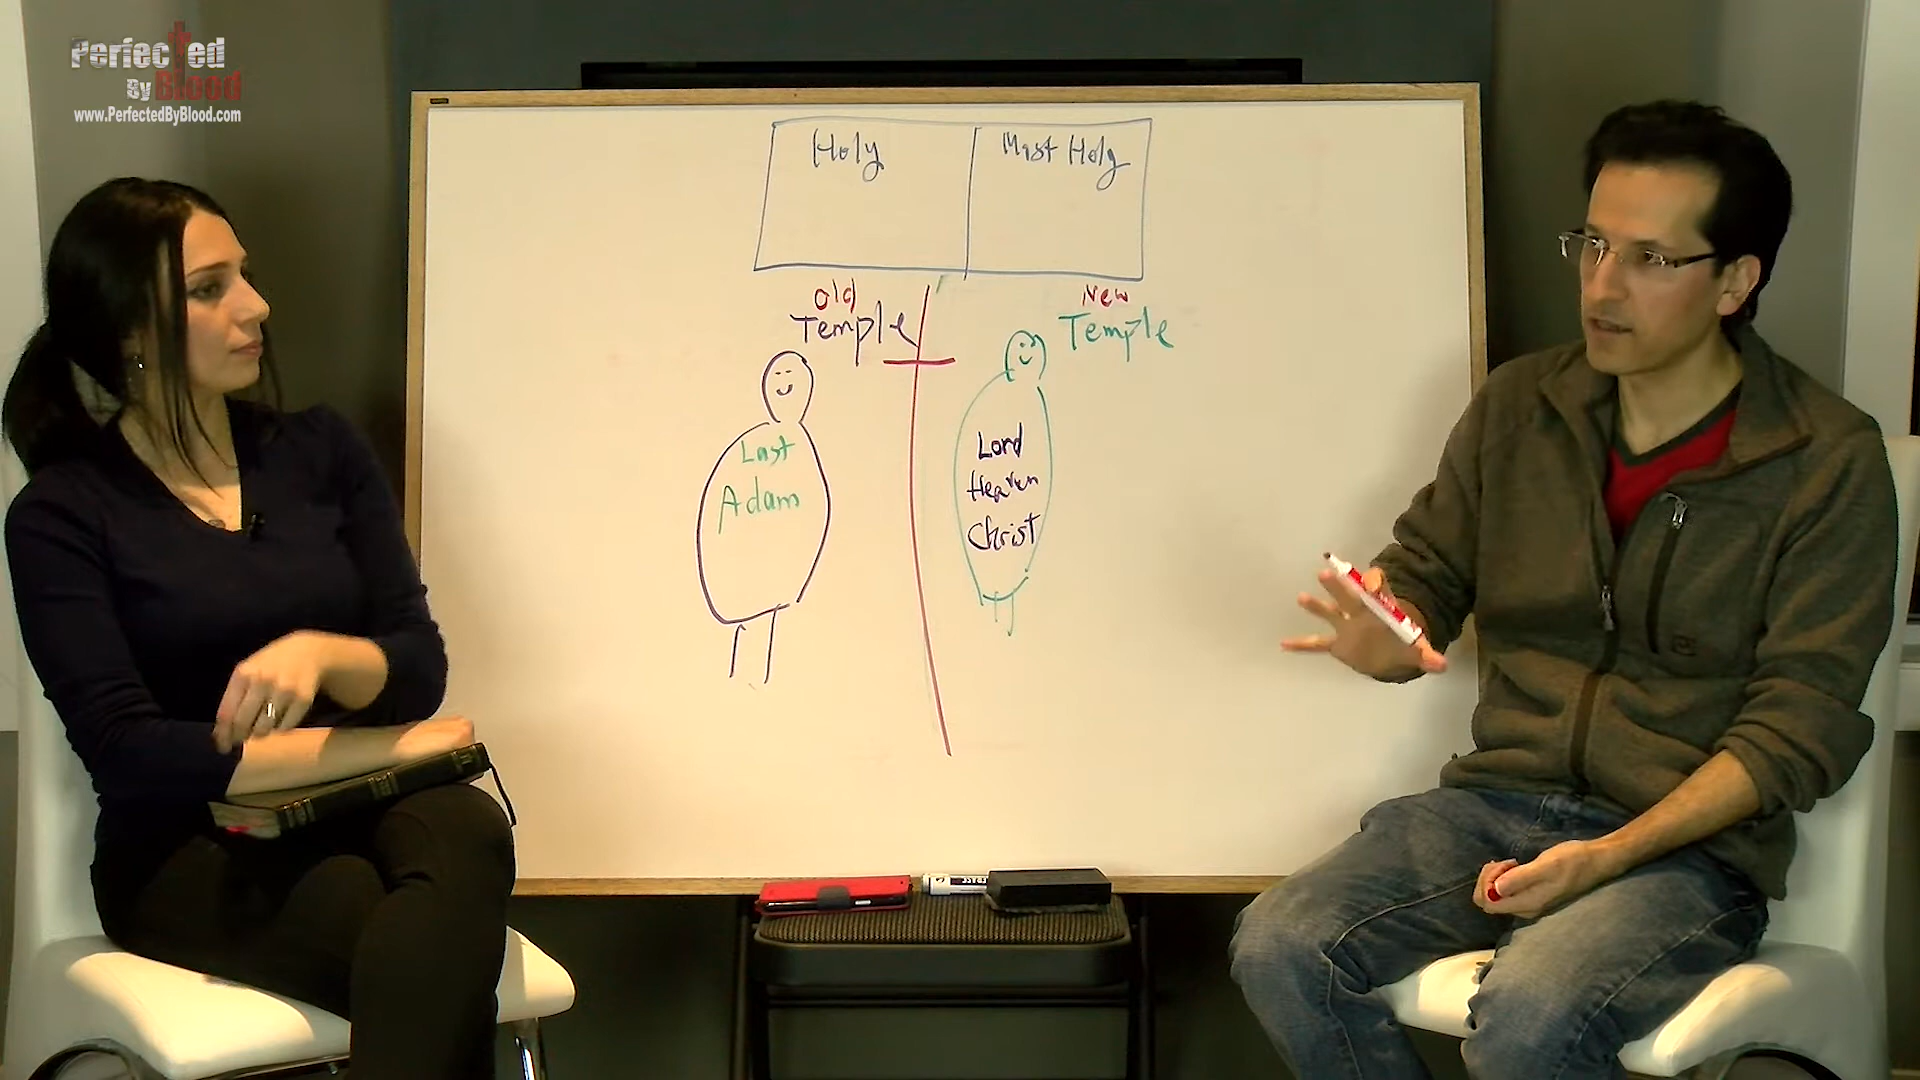 Perfected
By Blood
www.PerfectedByBlood.com
Holy
Most Holy
Old
Temple
New
Temple
Last
Adam
Lord
Heaven
Christ